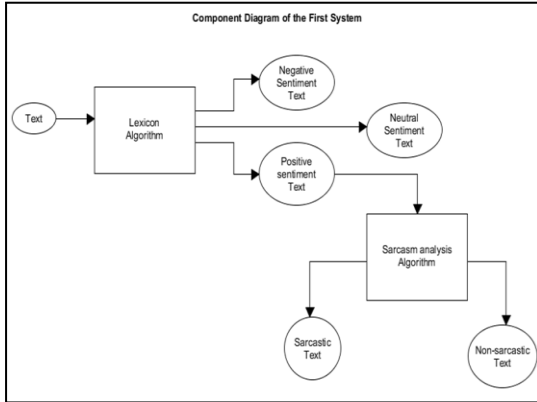 Component Diagram of the First System
Negative
Sentiment
Text
Text
Lexicon
Algorithm
Neutral
Sentiment
Text
Positive
sentiment
Text
Sarcasm analysis
Algorithm
Sarcastic
Text
Non-sarcastic
Text